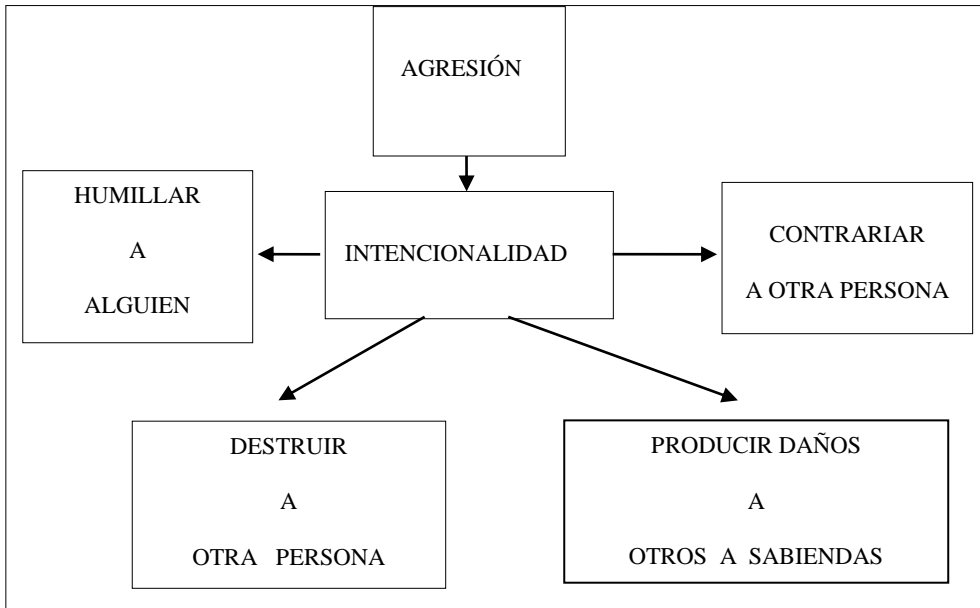 AGRESIÓN
HUMILLAR
A
ALGUIEN
INTENCIONALIDAD
CONTRARIAR
A OTRA PERSONA
DESTRUIR
A
OTRA PERSONA
PRODUCIR DAÑOS
A
OTROS A SABIENDAS